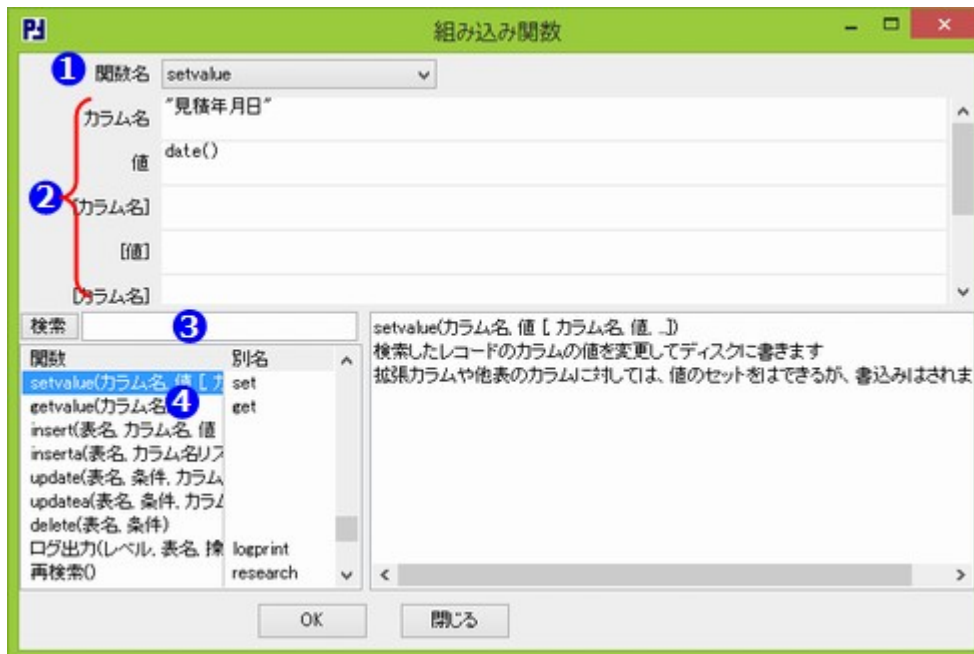 組み込み関数
1 関数名 setvalue
カラム名 "見積年月日"
値 date()
2
[カラム名]
[値]
[カラム名]
検索 3
関数 別名
setvalue(カラム名, 値 [ カ set
getvalue(カラム名 4 get
insert(表名, カラム名, 値
inserta(表名, カラム名リス
update(表名, 条件, カラム
updatea(表名, 条件, カラム
delete(表名, 条件)
ログ出力(レベル, 表名, 操 logprint
再検索() research
setvalue(カラム名, 値 [ カラム名, 値, ...])
検索したレコードのカラムの値を変更してディスクに書きます
拡張カラムや他表のカラムに対しては、値のセットをはできるが、書込みはされま
OK 閉じる